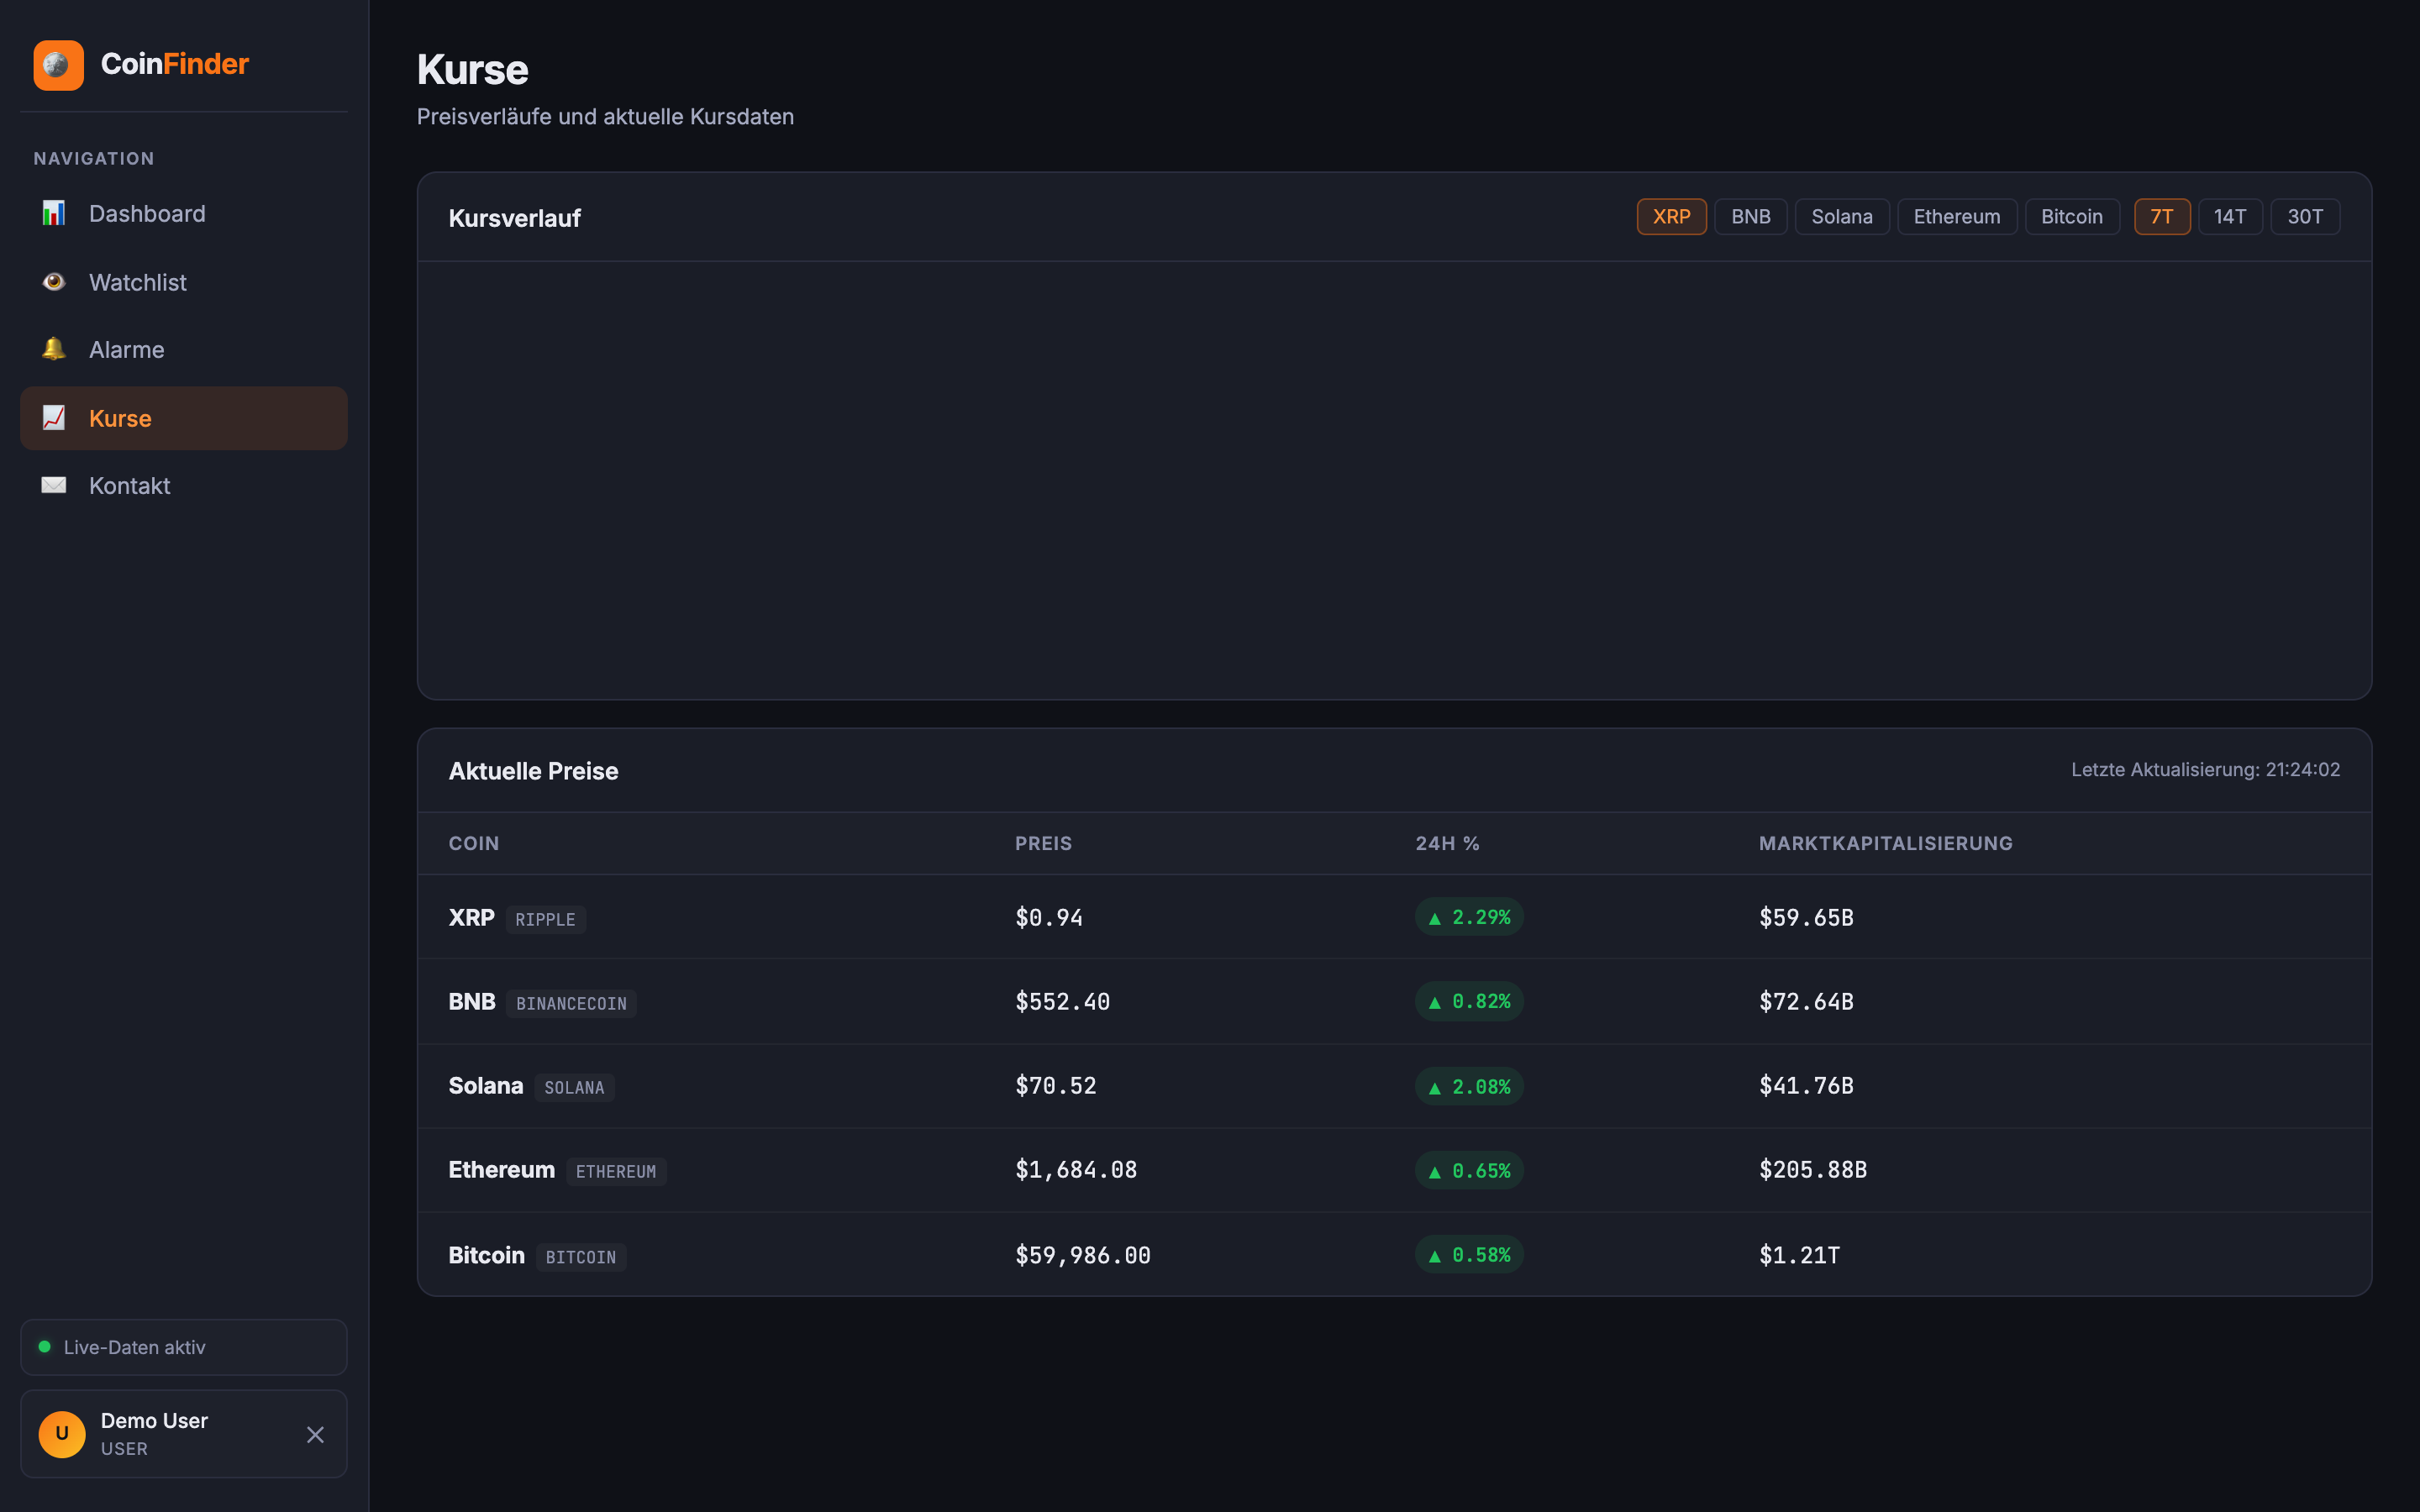 CoinFinder
NAVIGATION
Dashboard
Watchlist
Alarme
Kurse
Kontakt
Live-Daten aktiv
U
Demo User
USER
Kurse
Preisverläufe und aktuelle Kursdaten
Kursverlauf
XRP BNB Solana Ethereum Bitcoin 7T 14T 30T
Aktuelle Preise
Letzte Aktualisierung: 21:24:02
COIN PREIS 24H % MARKTKAPITALISIERUNG
XRP RIPPLE $0.94 ▲ 2.29% $59.65B
BNB BINANCECOIN $552.40 ▲ 0.82% $72.64B
Solana SOLANA $70.52 ▲ 2.08% $41.76B
Ethereum ETHEREUM $1,684.08 ▲ 0.65% $205.88B
Bitcoin BITCOIN $59,986.00 ▲ 0.58% $1.21T